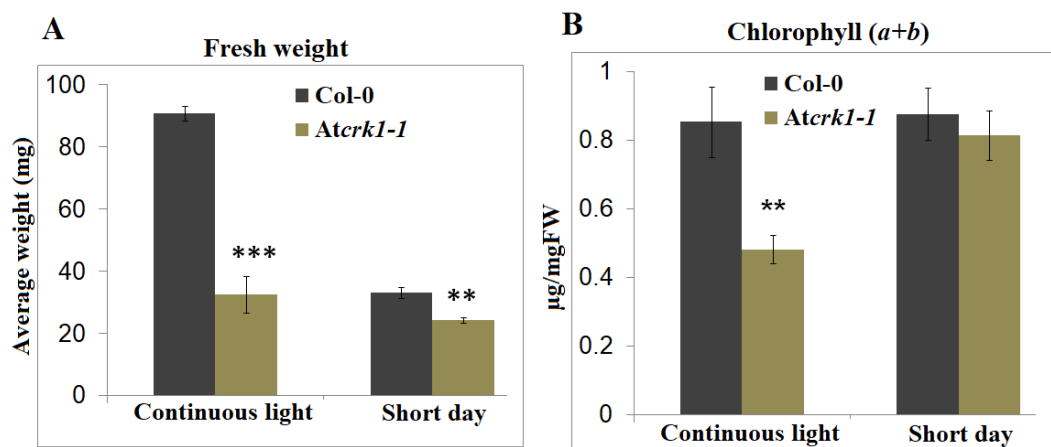 A
Fresh weight
Average weight (mg)
100
80
60
40
20
0
Col-0
Atcrk1-1
***
**
Continuous light
Short day
B
Chlorophyll (a+b)
µg/mgFW
1
0.8
0.6
0.4
0.2
0
Col-0
Atcrk1-1
**
Continuous light
Short day